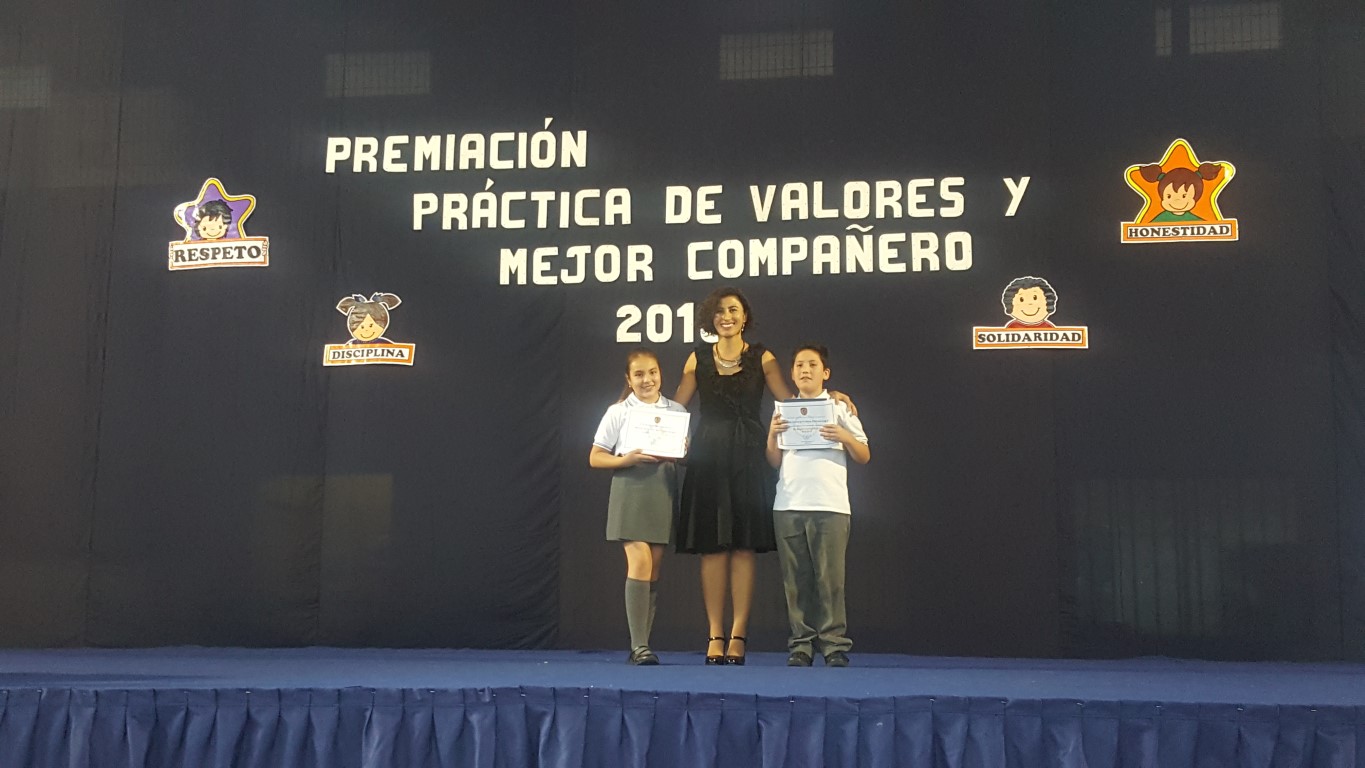 PREMIACIÓN
PRÁCTICA DE VALORES Y
MEJOR COMPAÑERO
RESPETO
HONESTIDAD
DISCIPLINA
SOLIDARIDAD